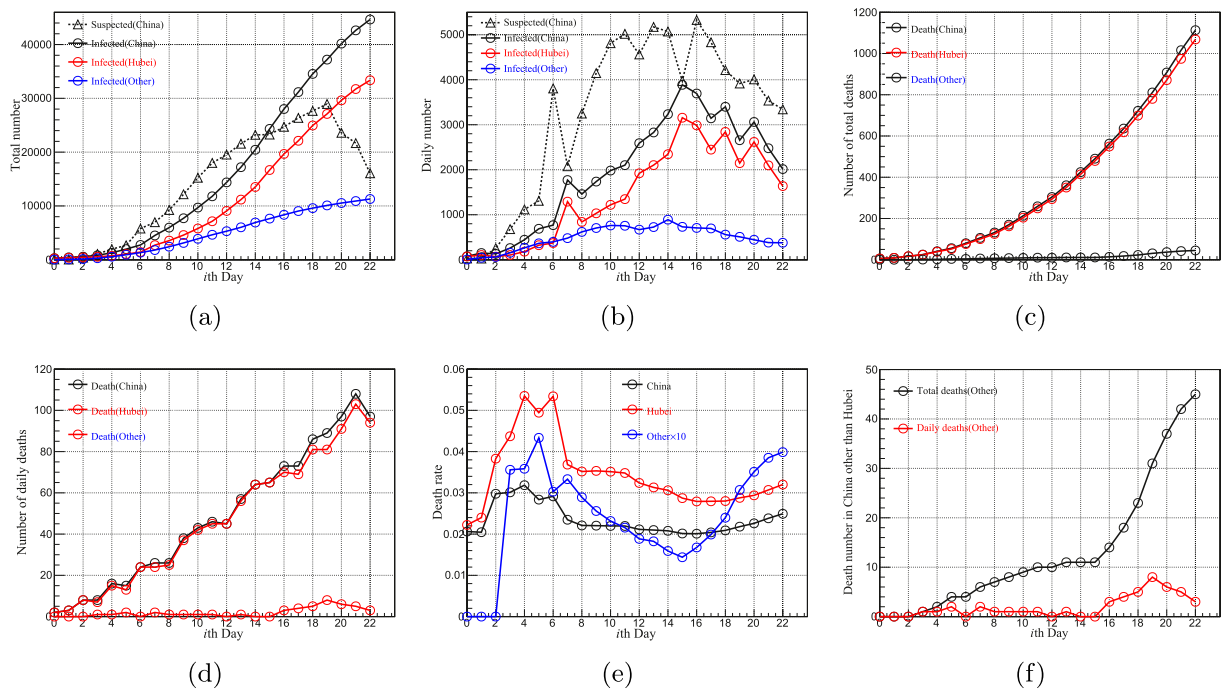 Total number
40000
30000
20000
10000
0
Suspected(China)
Infected(China)
Infected(Hubei)
Infected(Other)
0 2 4 6 8 10 12 14 16 18 20 22
ith Day
(a)
Daily number
5000
4000
3000
2000
1000
0
Suspected(China)
Infected(China)
Infected(Hubei)
Infected(Other)
0 2 4 6 8 10 12 14 16 18 20 22
ith Day
(b)
Number of total deaths
1200
1000
800
600
400
200
0
Death(China)
Death(Hubei)
Death(Other)
0 2 4 6 8 10 12 14 16 18 20 22
ith Day
(c)
Number of daily deaths
120
100
80
60
40
20
0
Death(China)
Death(Hubei)
Death(Other)
0 2 4 6 8 10 12 14 16 18 20 22
ith Day
(d)
Death rate
0.06
0.05
0.04
0.03
0.02
0.01
0
China
Hubei
Other×10
0 2 4 6 8 10 12 14 16 18 20 22
ith Day
(e)
Death number in China other than Hubei
50
40
30
20
10
0
Total deaths(Other)
Daily deaths(Other)
0 2 4 6 8 10 12 14 16 18 20 22
ith Day
(f)